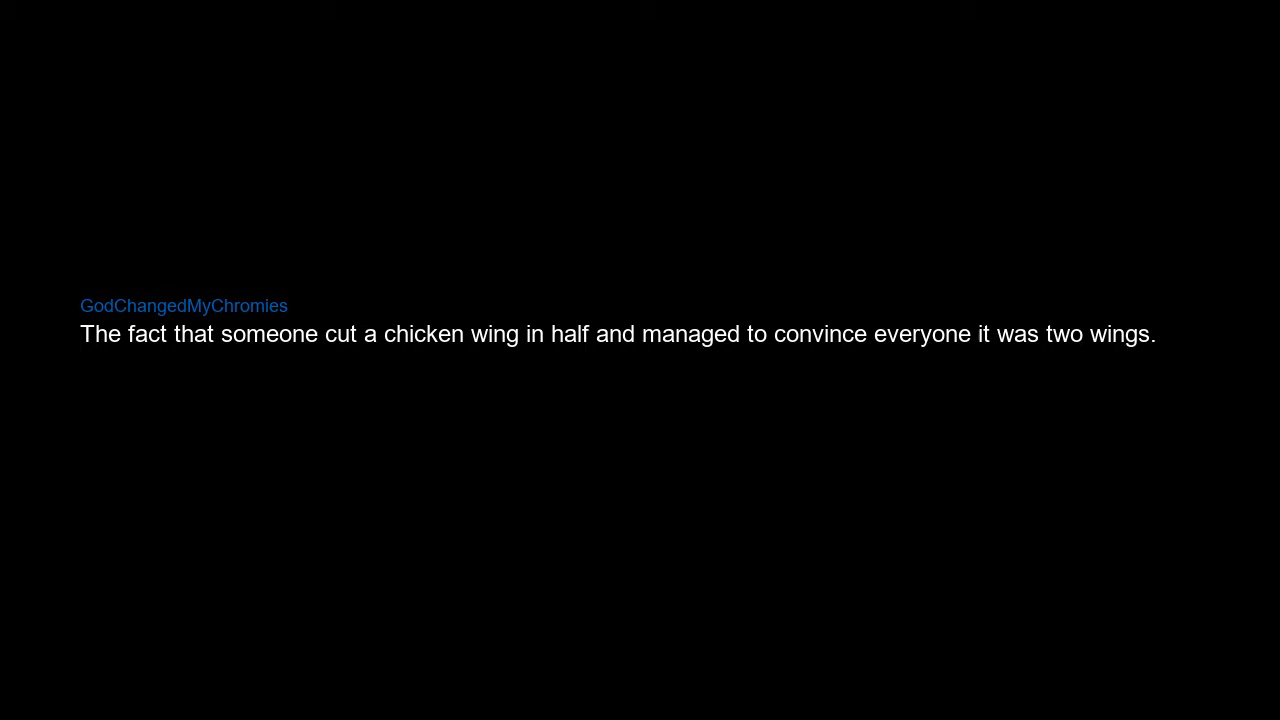 GodChangedMyChromies
The fact that someone cut a chicken wing in half and managed to convince everyone it was two wings.